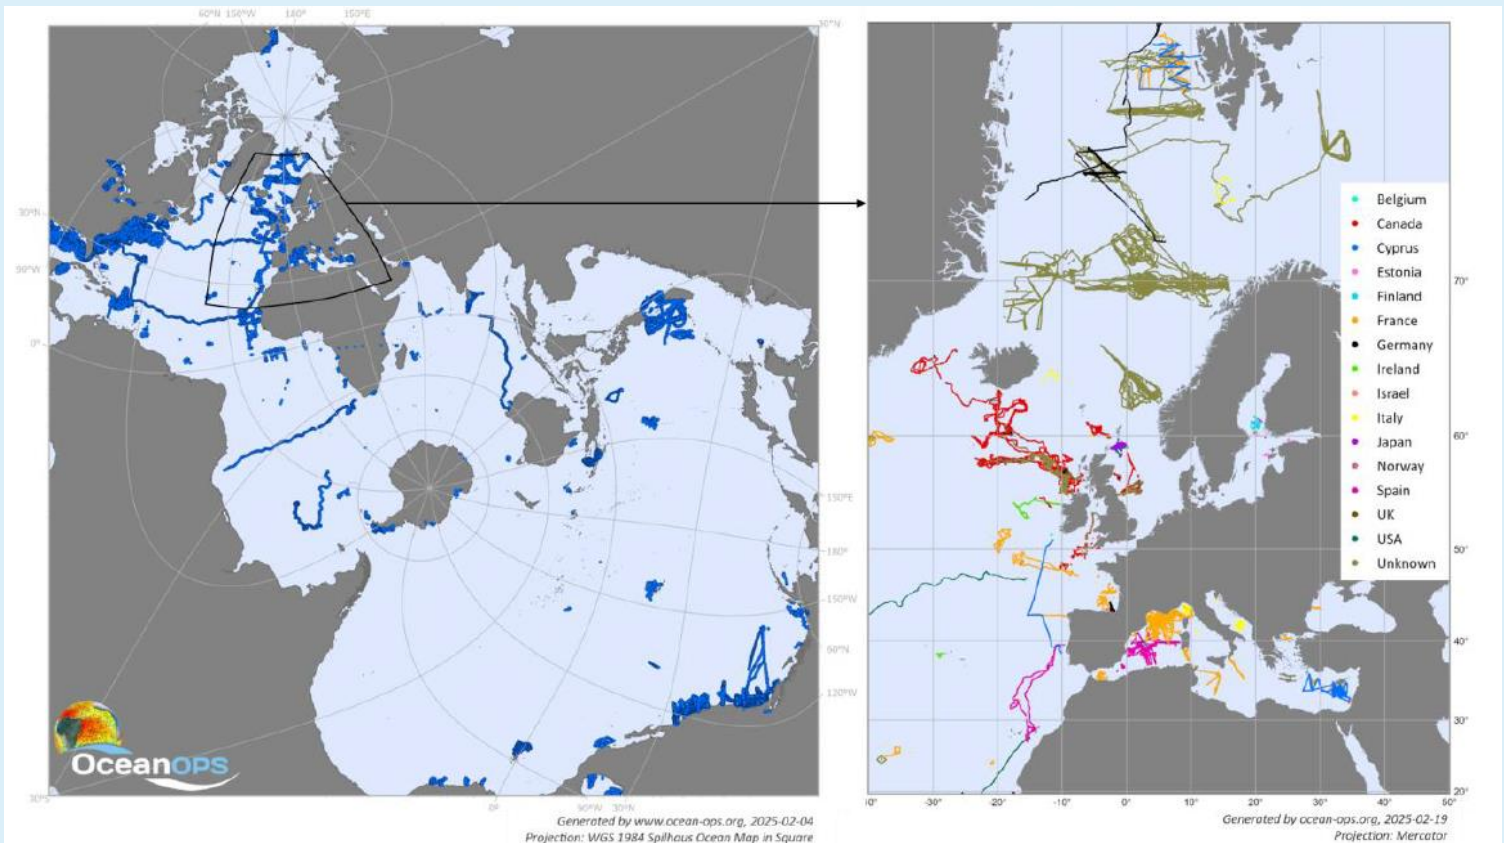 60°N 150°W 180° 150°E
30°N
30°N
90°W
0°
150°E
180°
150°W
90°N
120°W
30°S
0° 90°W 30°N
OceanOPS
Generated by www.ocean-ops.org, 2025-02-04
Projection: WGS 1984 Spilhaus Ocean Map in Square
Belgium
Canada
Cyprus
Estonia
Finland
France
Germany
Ireland
Israel
Italy
Japan
Norway
Spain
UK
USA
Unknown
70°
60°
50°
40°
30°
20°
-30° -20° -10° 0° 10° 20° 30° 40° 50°
Generated by ocean-ops.org, 2025-02-19
Projection: Mercator